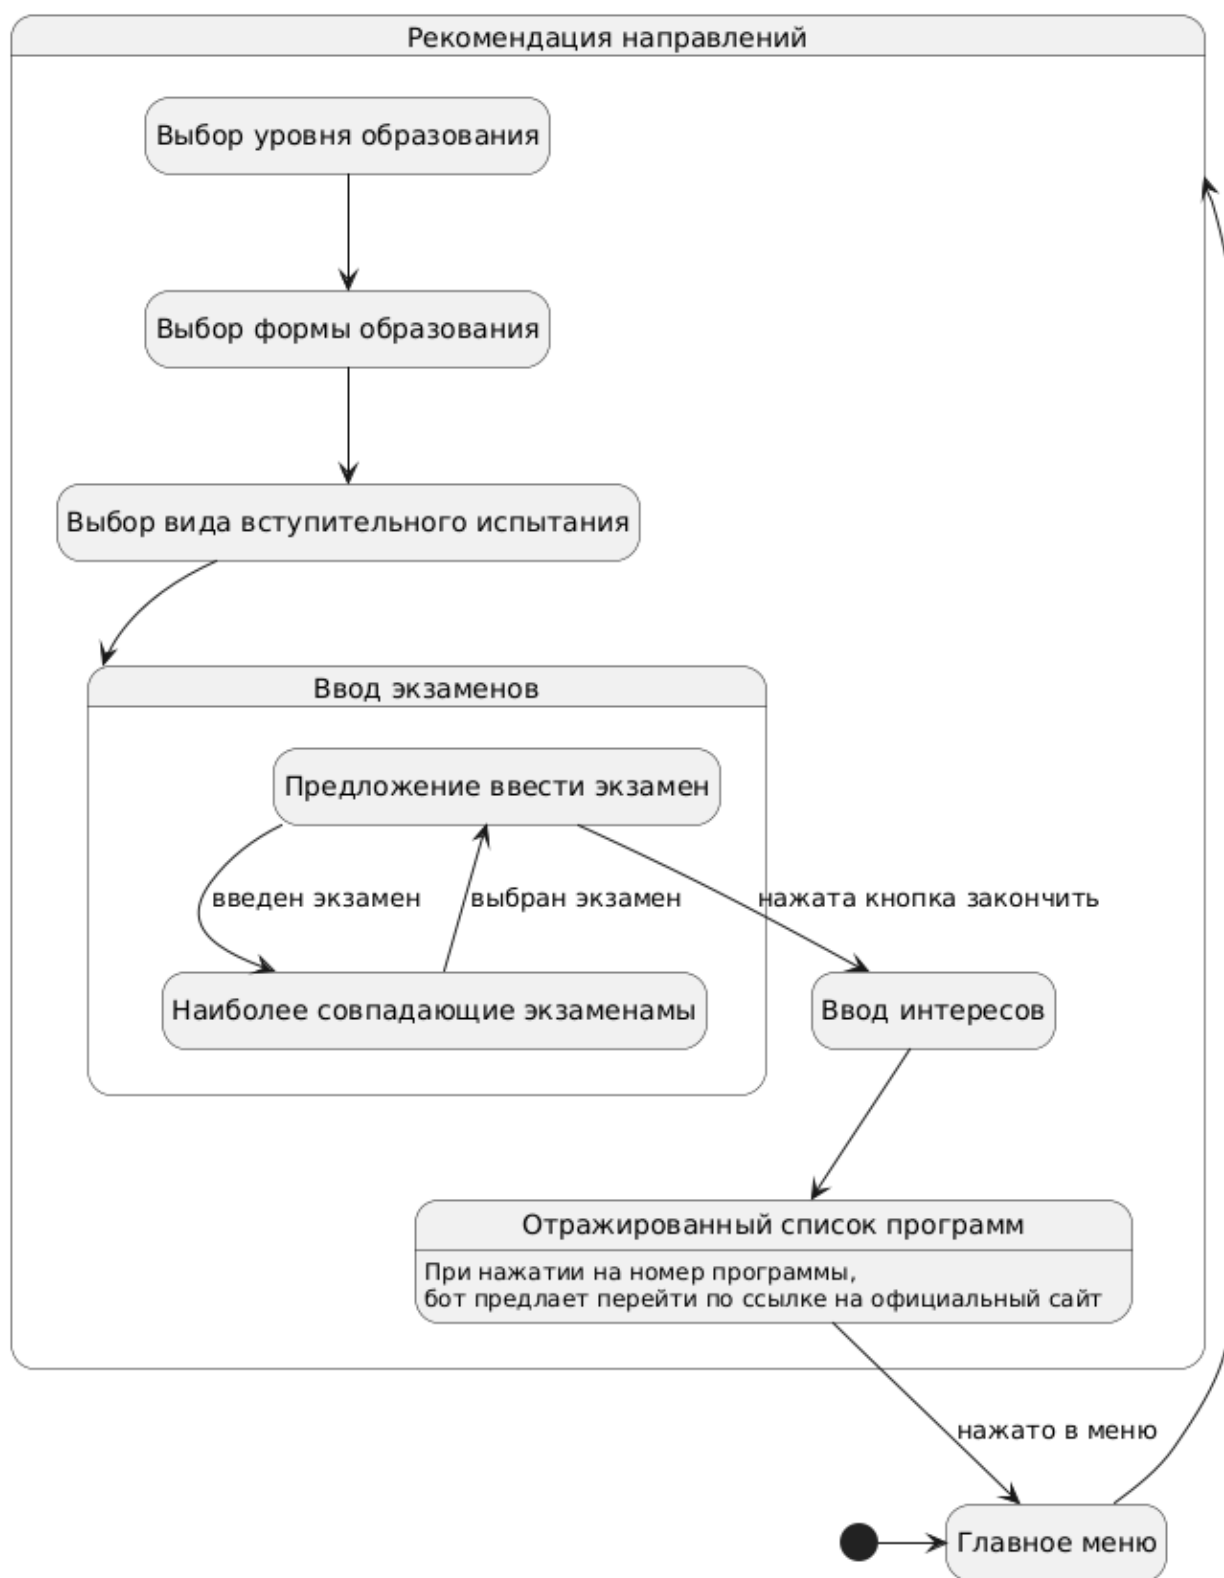 Рекомендация направлений
Выбор уровня образования
Выбор формы образования
Выбор вида вступительного испытания
Ввод экзаменов
Предложение ввести экзамен
введен экзамен
выбран экзамен
нажата кнопка закончить
Наиболее совпадающие экзаменамы
Ввод интересов
Отражированный список программ
При нажатии на номер программы,
бот предлает перейти по ссылке на официальный сайт
нажато в меню
Главное меню